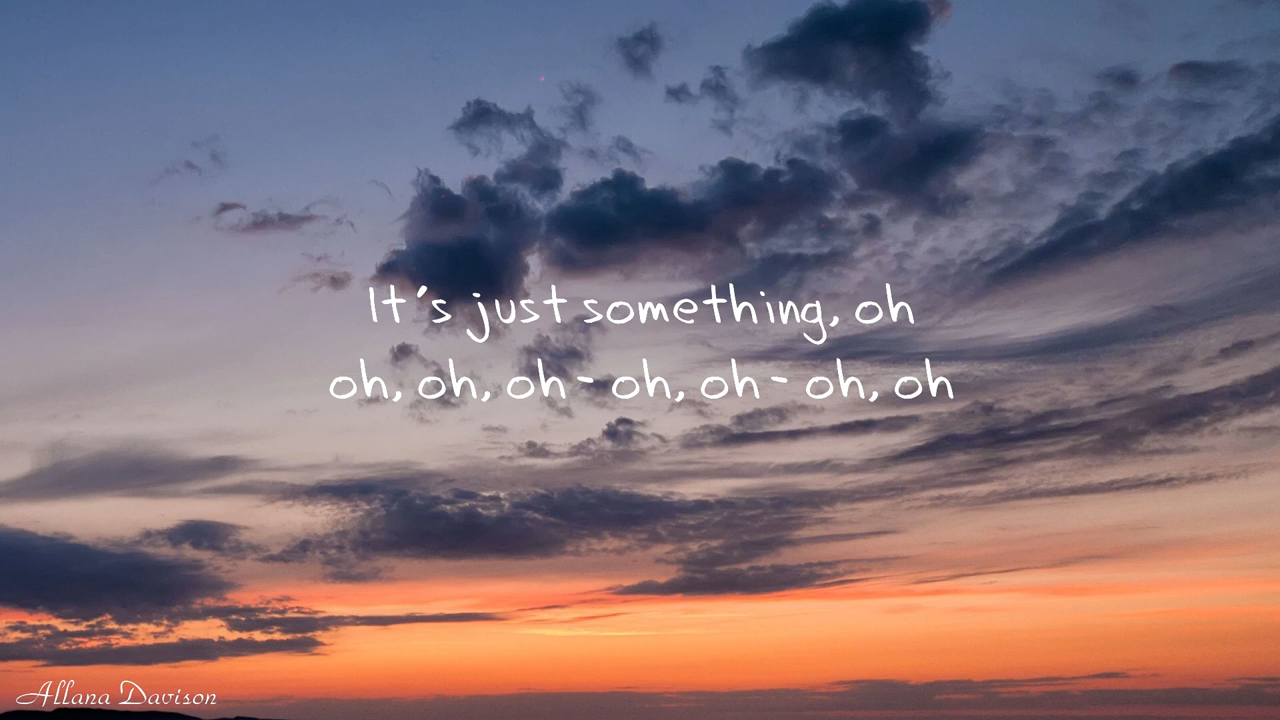 It's just something, oh
oh, oh, oh - oh, oh - oh, oh
Allana Davison